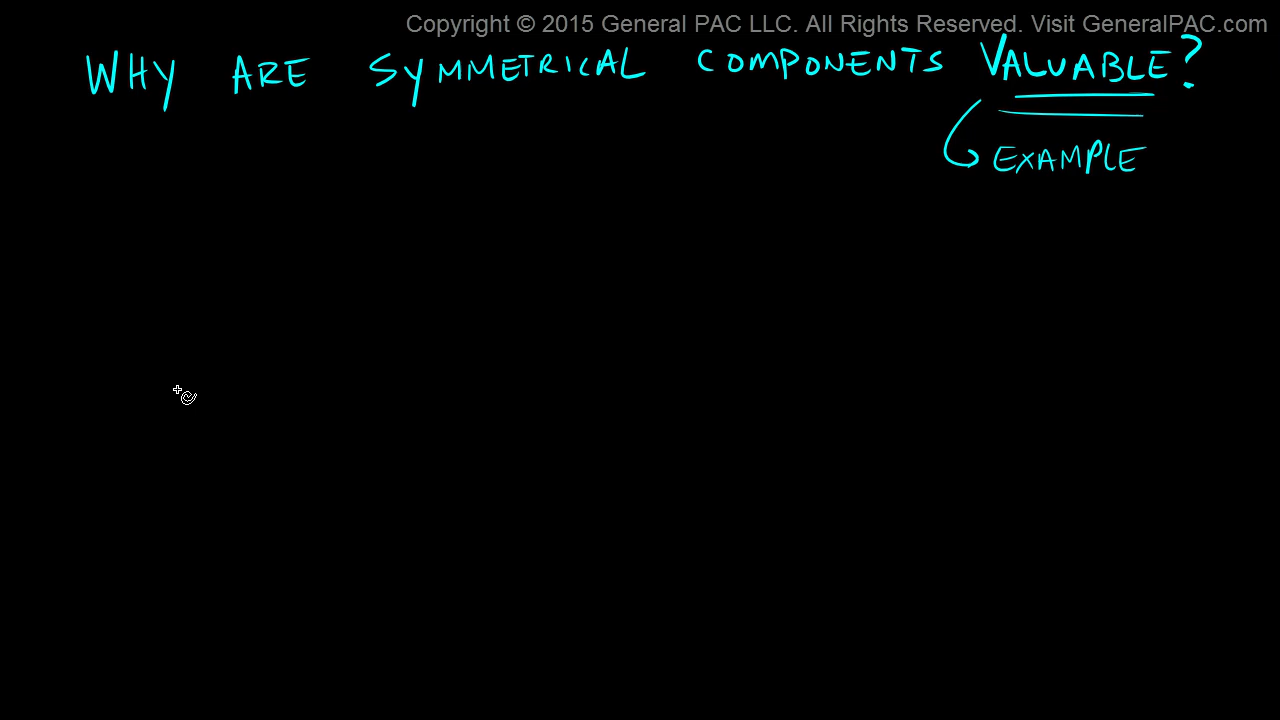 Copyright © 2015 General PAC LLC. All Rights Reserved. Visit GeneralPAC.com
WHY ARE SYMMETRICAL COMPONENTS VALUABLE?
EXAMPLE